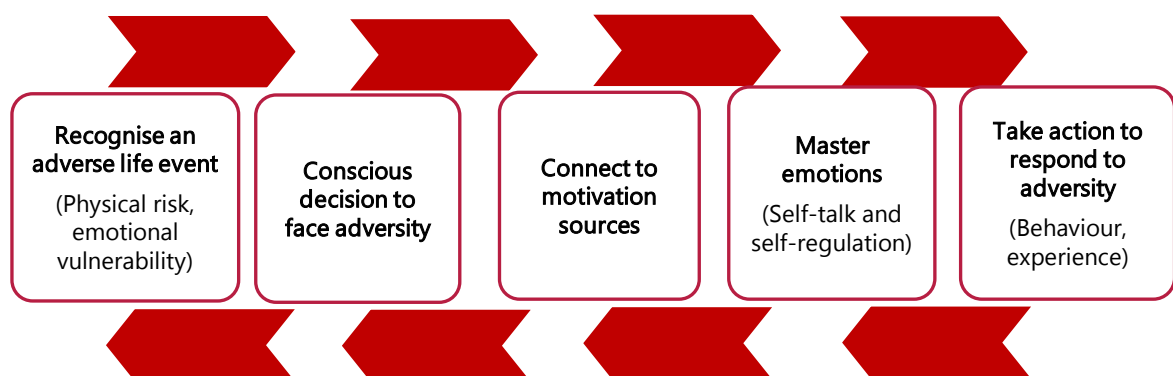 Recognise an
adverse life event
(Physical risk,
emotional
vulnerability)
Conscious
decision to
face adversity
Connect to
motivation
sources
Master
emotions
(Self-talk and
self-regulation)
Take action to
respond to
adversity
(Behaviour,
experience)